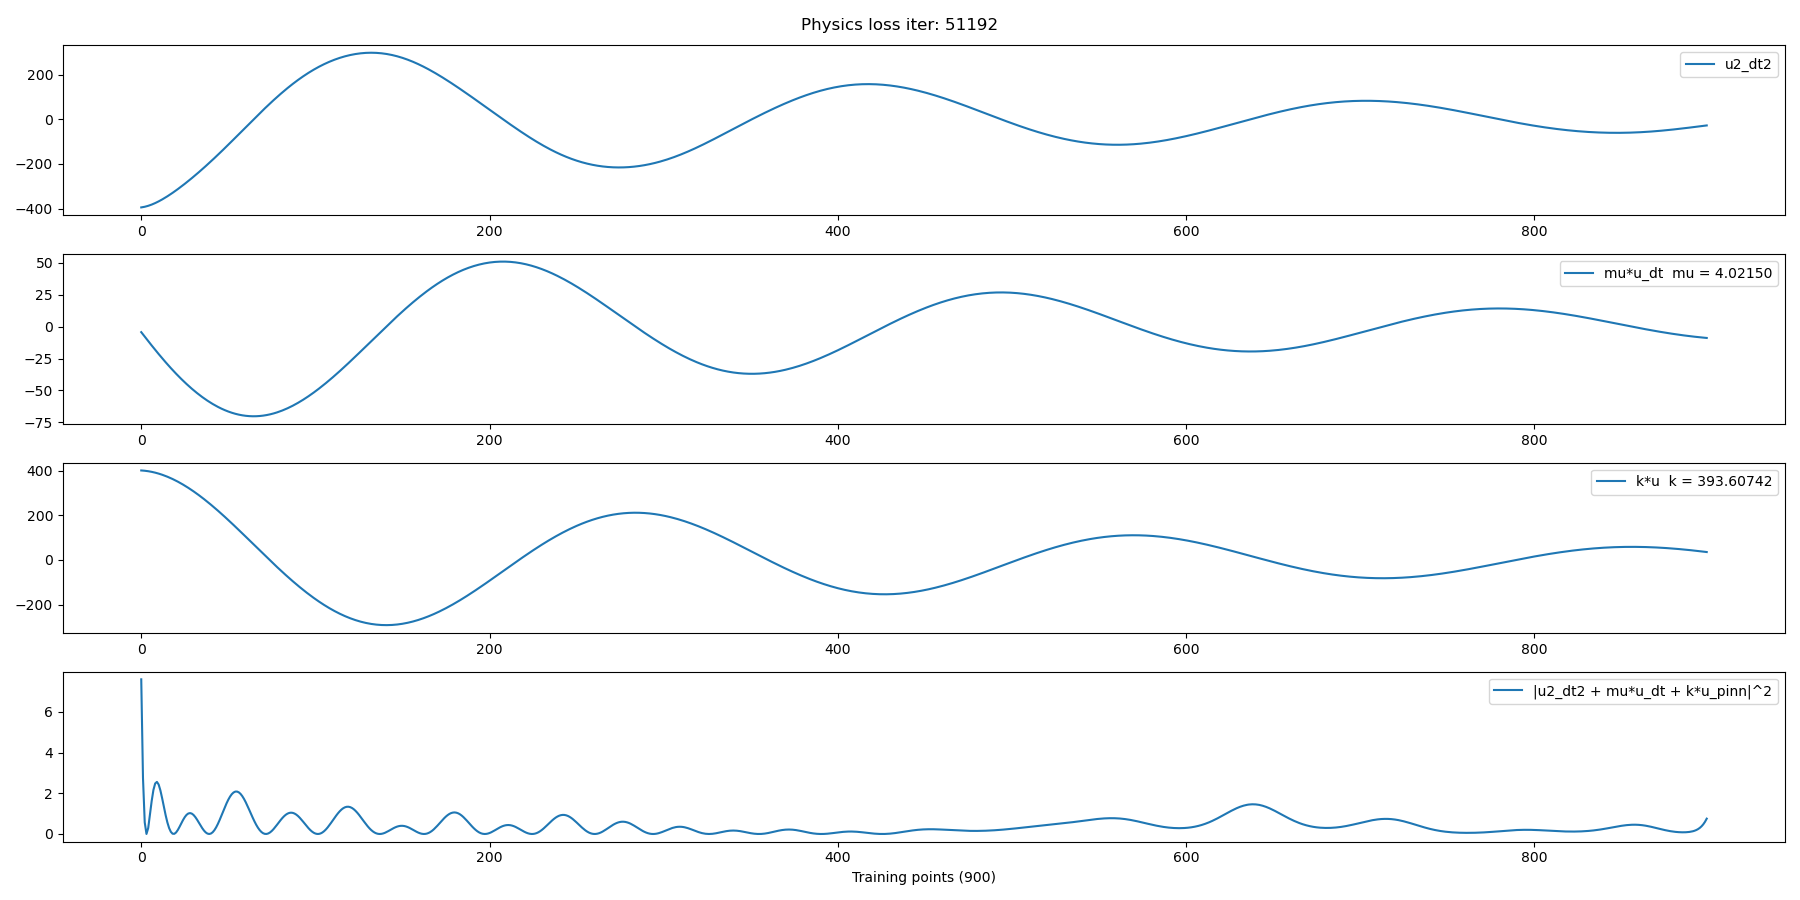 Physics loss iter: 51192
200
0
−200
−400
u2_dt2
0 200 400 600 800
50
25
0
−25
−50
−75
mu*u_dt  mu = 4.02150
0 200 400 600 800
400
200
0
−200
k*u  k = 393.60742
0 200 400 600 800
6
4
2
0
|u2_dt2 + mu*u_dt + k*u_pinn|^2
0 200 400 600 800
Training points (900)